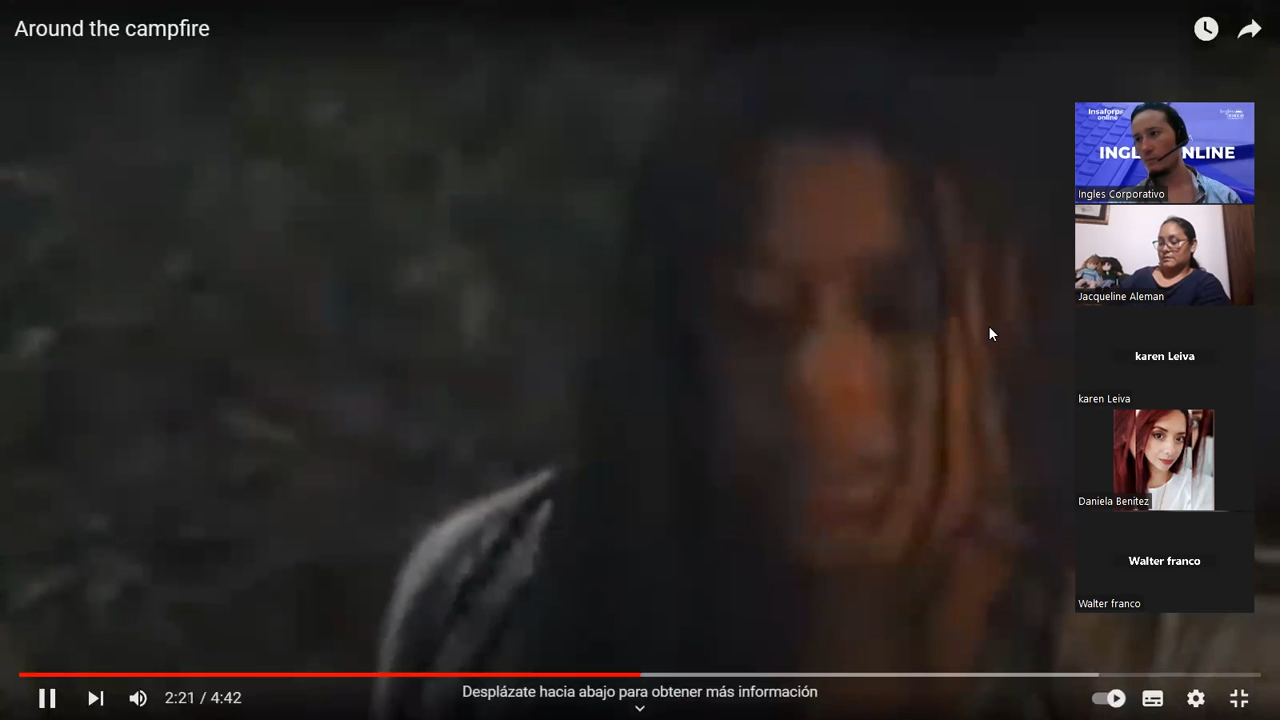 Around the campfire
Insaforp
online
INGL NLINE
Ingles Corporativo
Jacqueline Aleman
karen Leiva
karen Leiva
Daniela Benítez
Walter franco
Walter franco
2:21 / 4:42
Desplázate hacia abajo para obtener más información